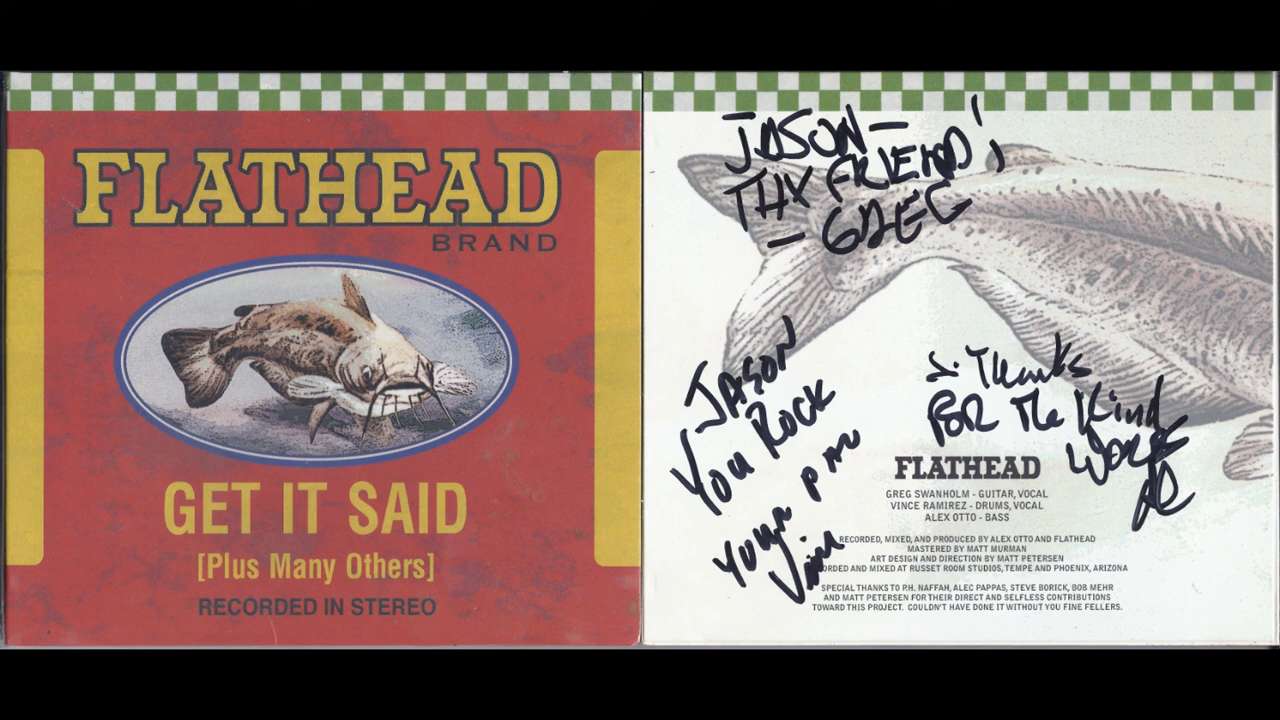 FLATHEAD
BRAND
GET IT SAID
[Plus Many Others]
RECORDED IN STEREO
JASON—
THY FRIEND,
— GREG
JASON
YOU ROCK
YOUR
Vin
J. Thanks
FOR The Kind
WORDS
FLATHEAD
GREG SWANHOLM - GUITAR, VOCAL
VINCE RAMIREZ - DRUMS, VOCAL
ALEX OTTO - BASS
RECORDED, MIXED, AND PRODUCED BY ALEX OTTO AND FLATHEAD
MASTERED BY MATT MURMAN
ART DESIGN AND DIRECTION BY MATT PETERSEN
ORDED AND MIXED AT RUSSET ROOM STUDIOS, TEMPE AND PHOENIX, ARIZONA
SPECIAL THANKS TO P.H. NAFFAH, ALEC PAPPAS, STEVE BORICK, BOB MEHR
AND MATT PETERSEN FOR THEIR DIRECT AND SELFLESS CONTRIBUTIONS
TOWARD THIS PROJECT. COULDN'T HAVE DONE IT WITHOUT YOU FINE FELLERS.